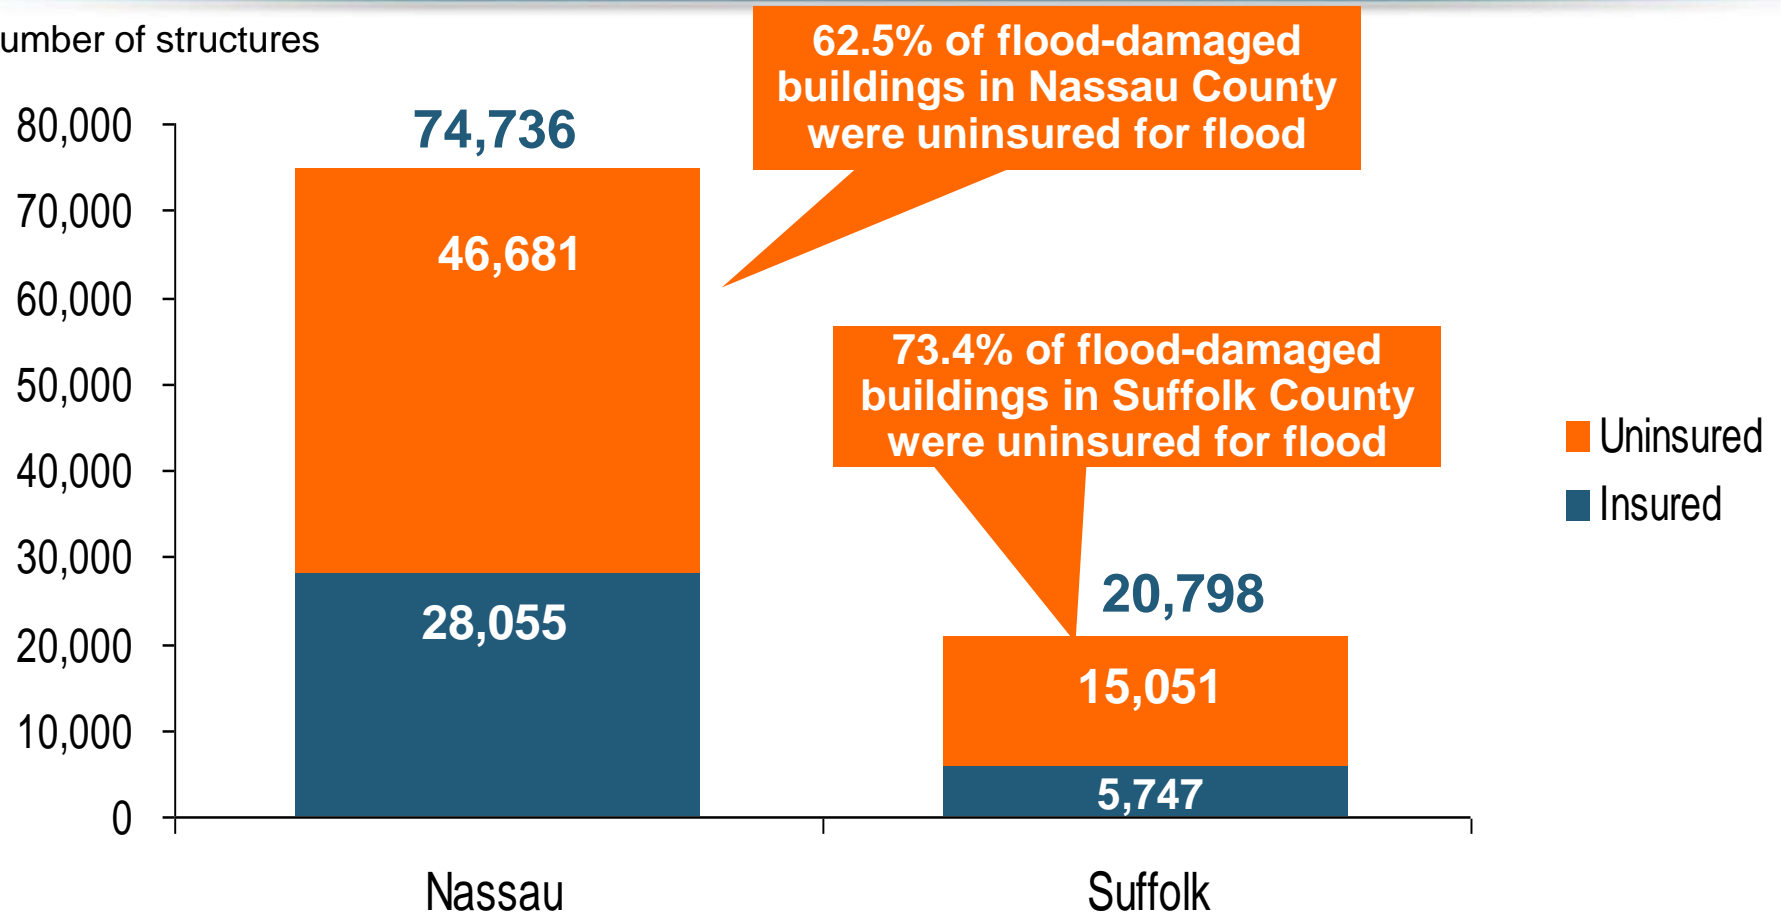 umber of structures
62.5% of flood-damaged
buildings in Nassau County
were uninsured for flood
80,000
74,736
70,000
46,681
60,000
73.4% of flood-damaged
buildings in Suffolk County
were uninsured for flood
50,000
40,000
Uninsured
Insured
30,000
28,055
20,798
20,000
15,051
10,000
5,747
0
Nassau
Suffolk